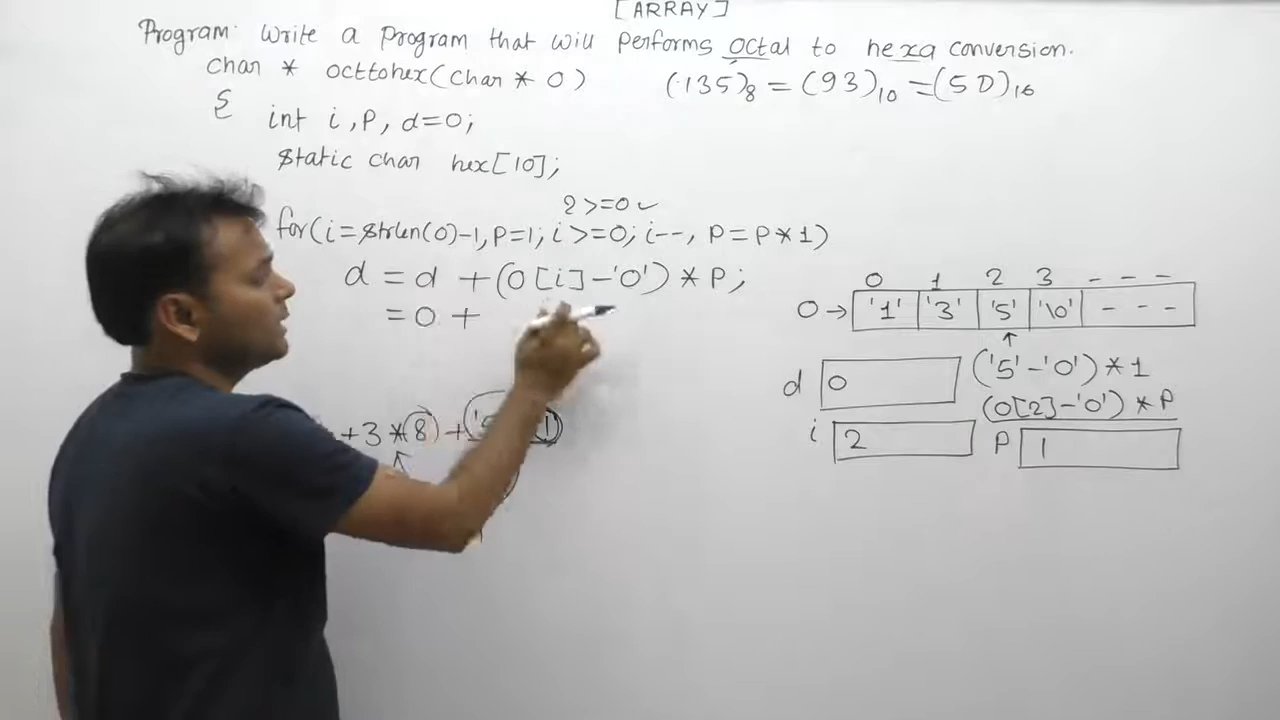 [ARRAY]
Program: Write a program that will performs octal to hexa conversion.
char * octtohex(char * O)
(135)8 = (93)10 = (5D)16
{
int i, P, d=0;
static char hex[10];
2>=0 ✓
for(i=strlen(O)-1, P=1; i>=0; i--, P=P*1)
d = d + (O[i]-'0') * P;
= 0 +
+3*(8)+
0 1 2 3 - - -
O → '1' '3' '5' '\0' - - -
d 0
('5'-'0') * 1
(O[2]-'0') * P
i 2 P 1